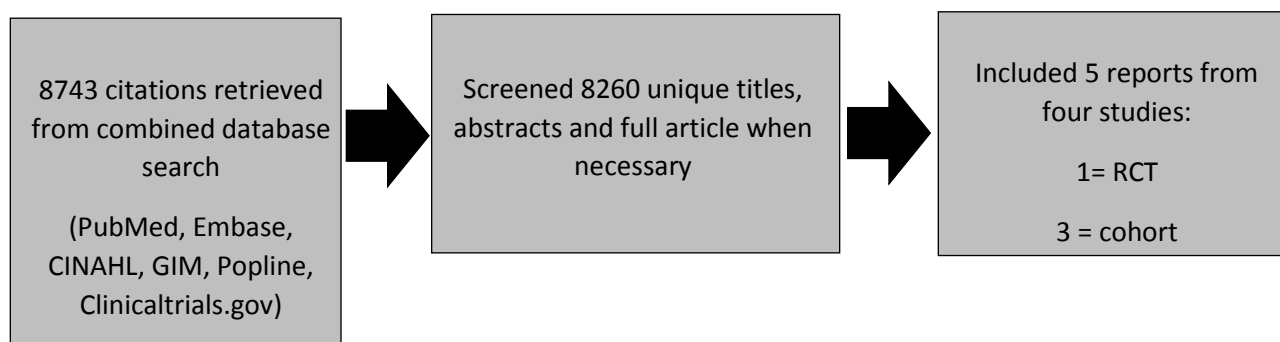 8743 citations retrieved
from combined database
search
(PubMed, Embase,
CINAHL, GIM, Popline,
Clinicaltrials.gov)
Screened 8260 unique titles,
abstracts and full article when
necessary
Included 5 reports from
four studies:
1= RCT
3 = cohort